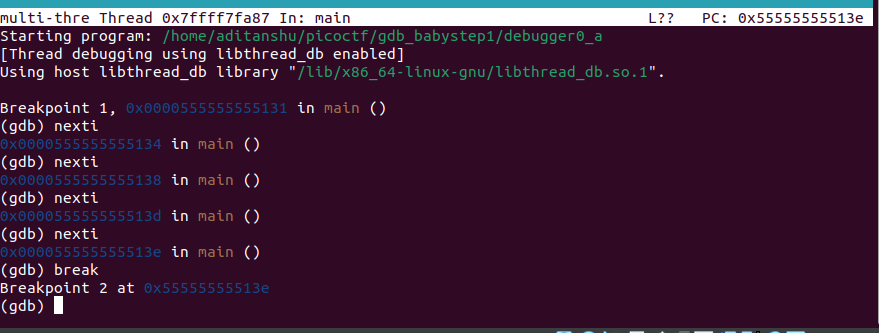 multi-thre Thread 0x7ffff7fa87 In: main L?? PC: 0x55555555513e
Starting program: /home/aditanshu/picoctf/gdb_babystep1/debugger0_a
[Thread debugging using libthread_db enabled]
Using host libthread_db library "/lib/x86_64-linux-gnu/libthread_db.so.1".
Breakpoint 1, 0x0000555555555131 in main ()
(gdb) nexti
0x0000555555555134 in main ()
(gdb) nexti
0x0000555555555138 in main ()
(gdb) nexti
0x000055555555513d in main ()
(gdb) nexti
0x000055555555513e in main ()
(gdb) break
Breakpoint 2 at 0x55555555513e
(gdb)